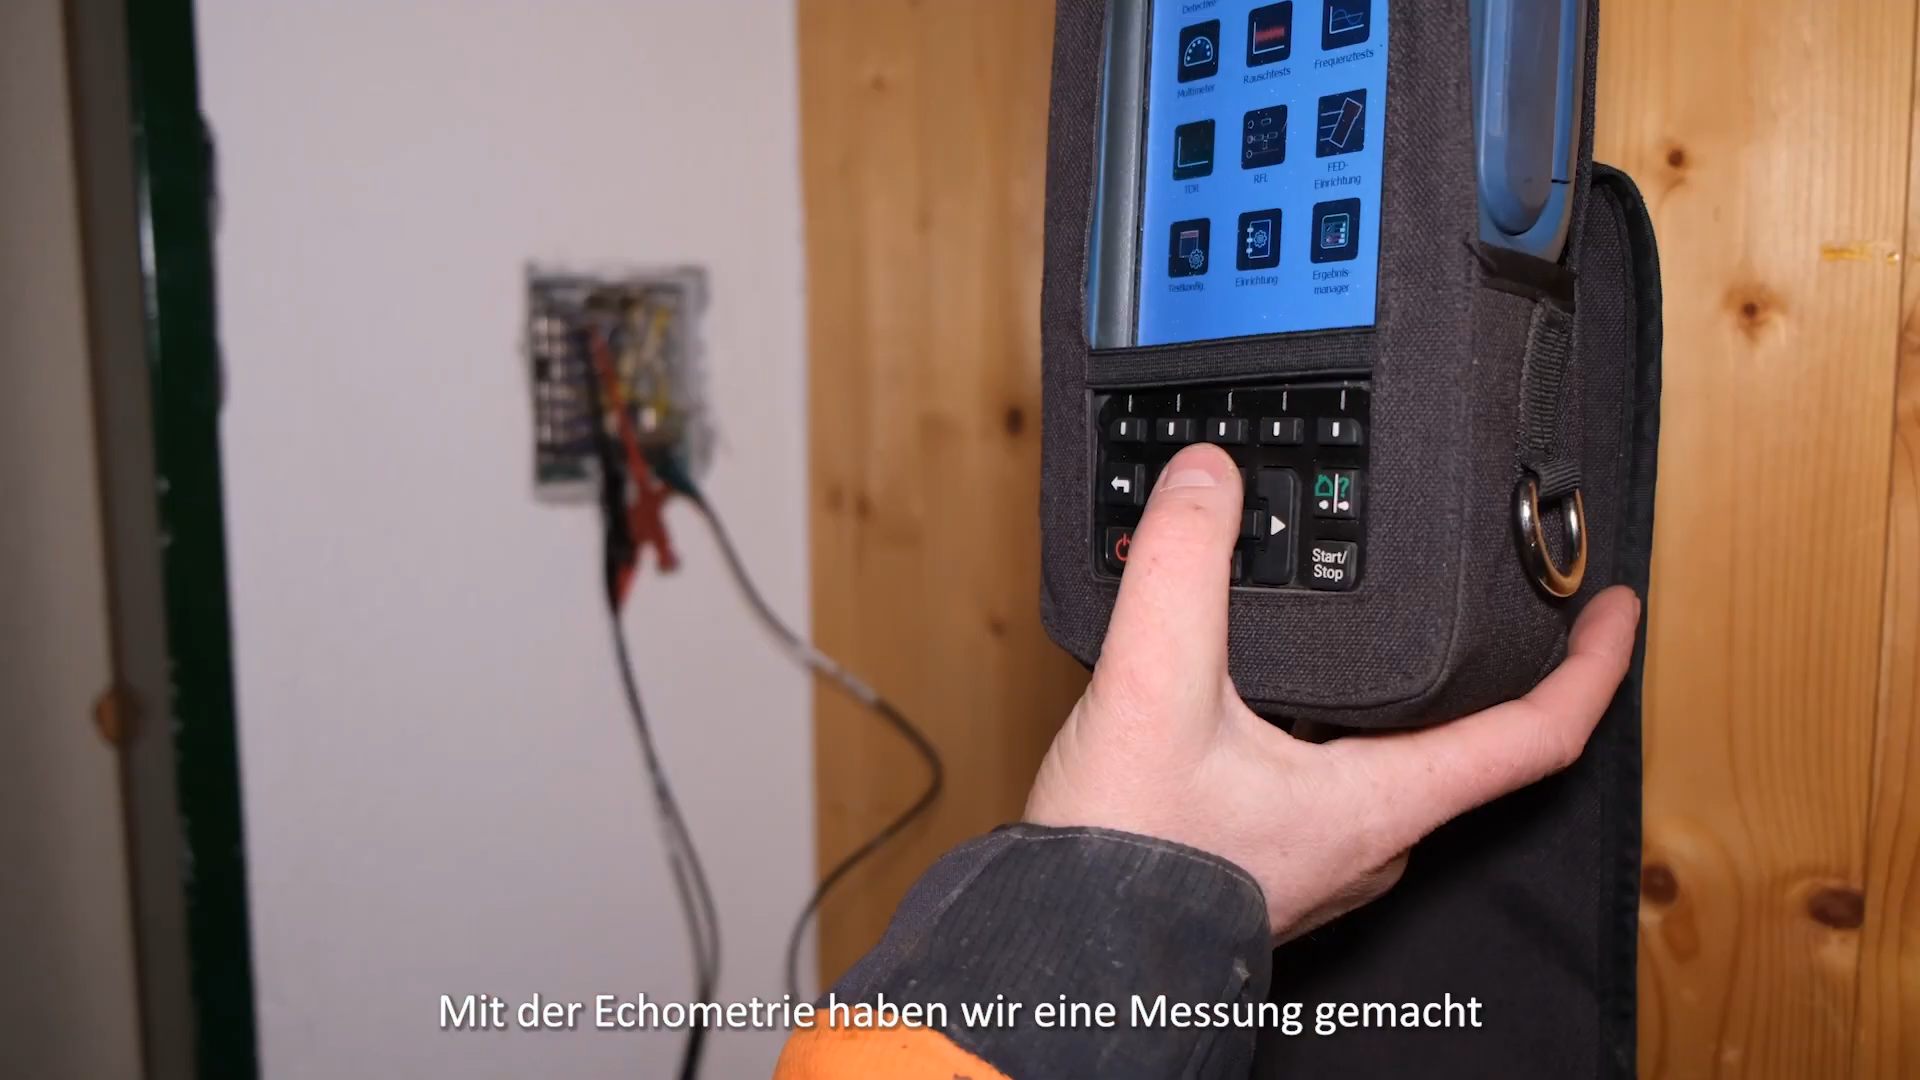 Detective
Multimeter
Rauschtests
Frequenztests
TDR
RFL
FED-
Einrichtung
Testkonfig.
Einrichtung
Ergebnis-
manager
Start/
Stop
Mit der Echometrie haben wir eine Messung gemacht